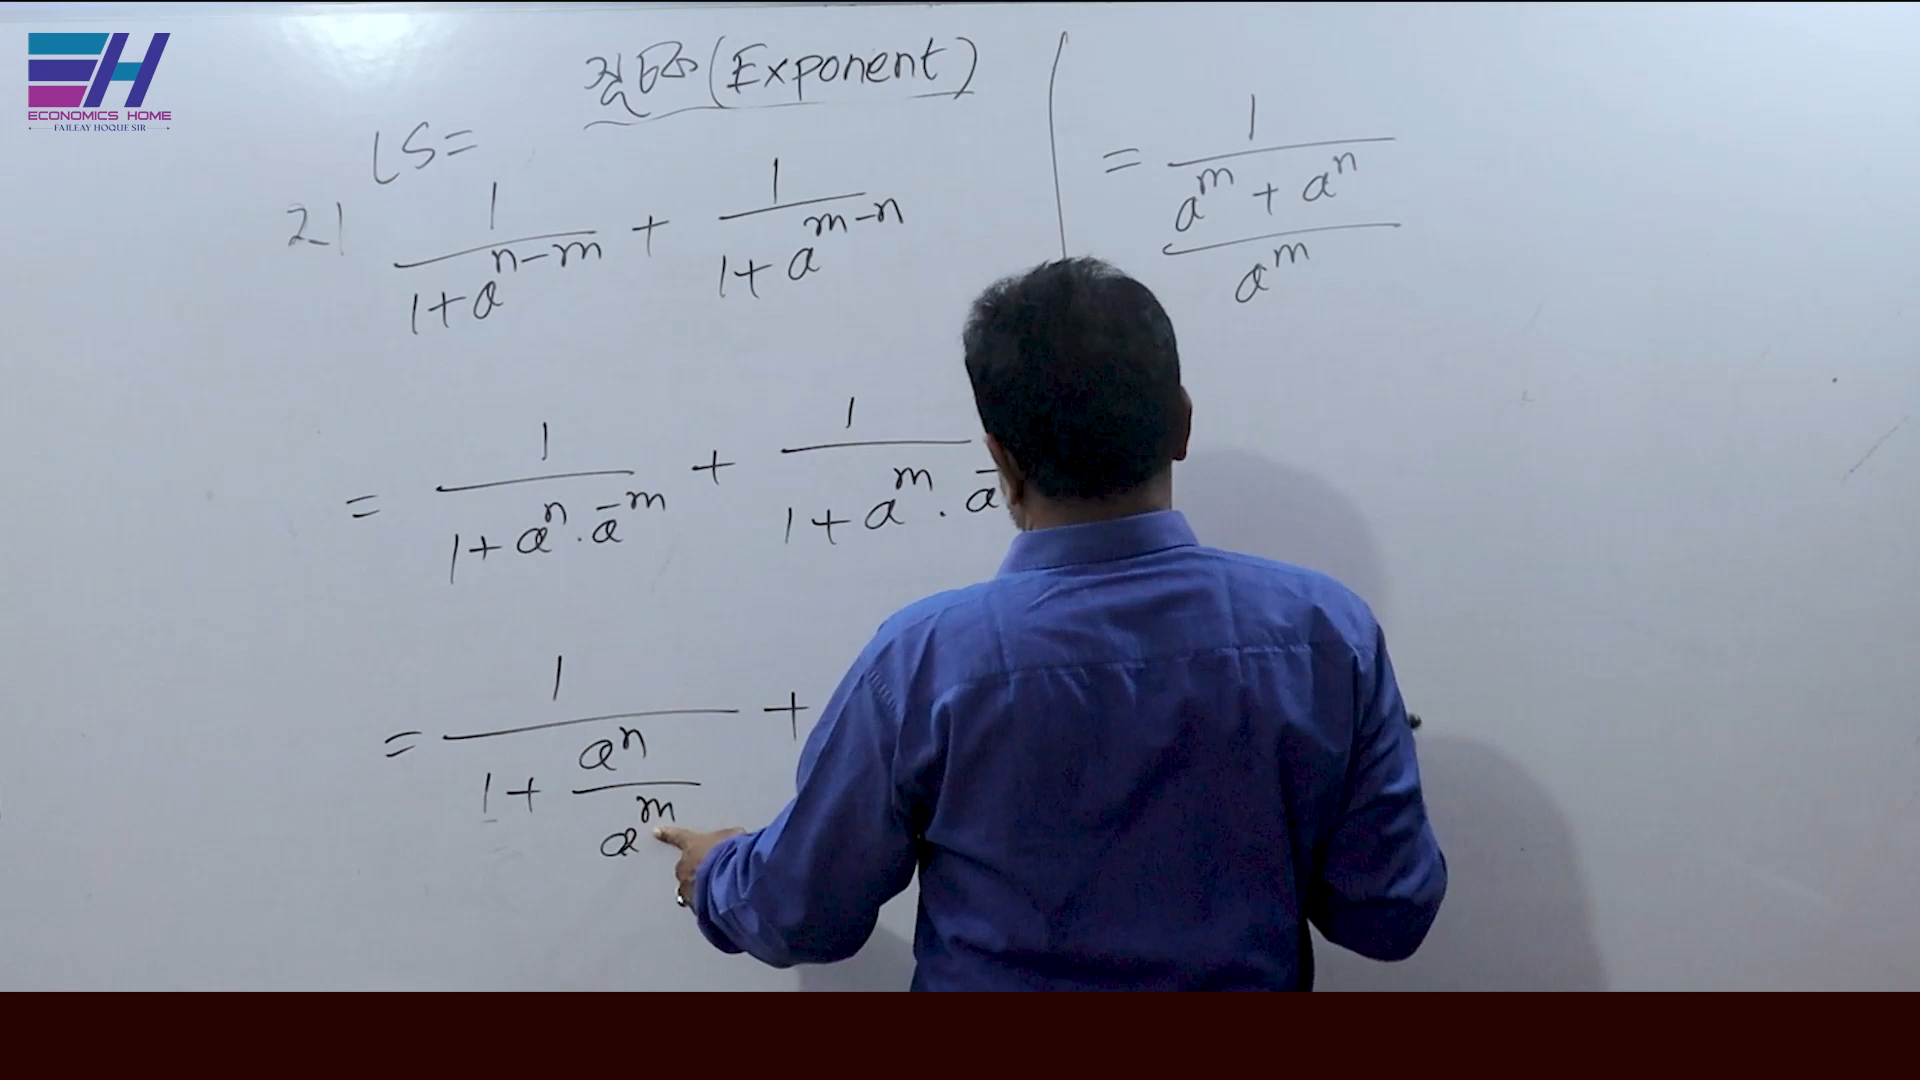 EH
ECONOMICS HOME
FAILEAY HOQUE SIR
সূচক (Exponent)
LS=
2) 1/(1+a^(n-m)) + 1/(1+a^(m-n))
= 1/(1+a^n . a^-m) + 1/(1+a^m . a^-
= 1/(1+ a^n/a^m) +
= 1/((a^m + a^n)/a^m)